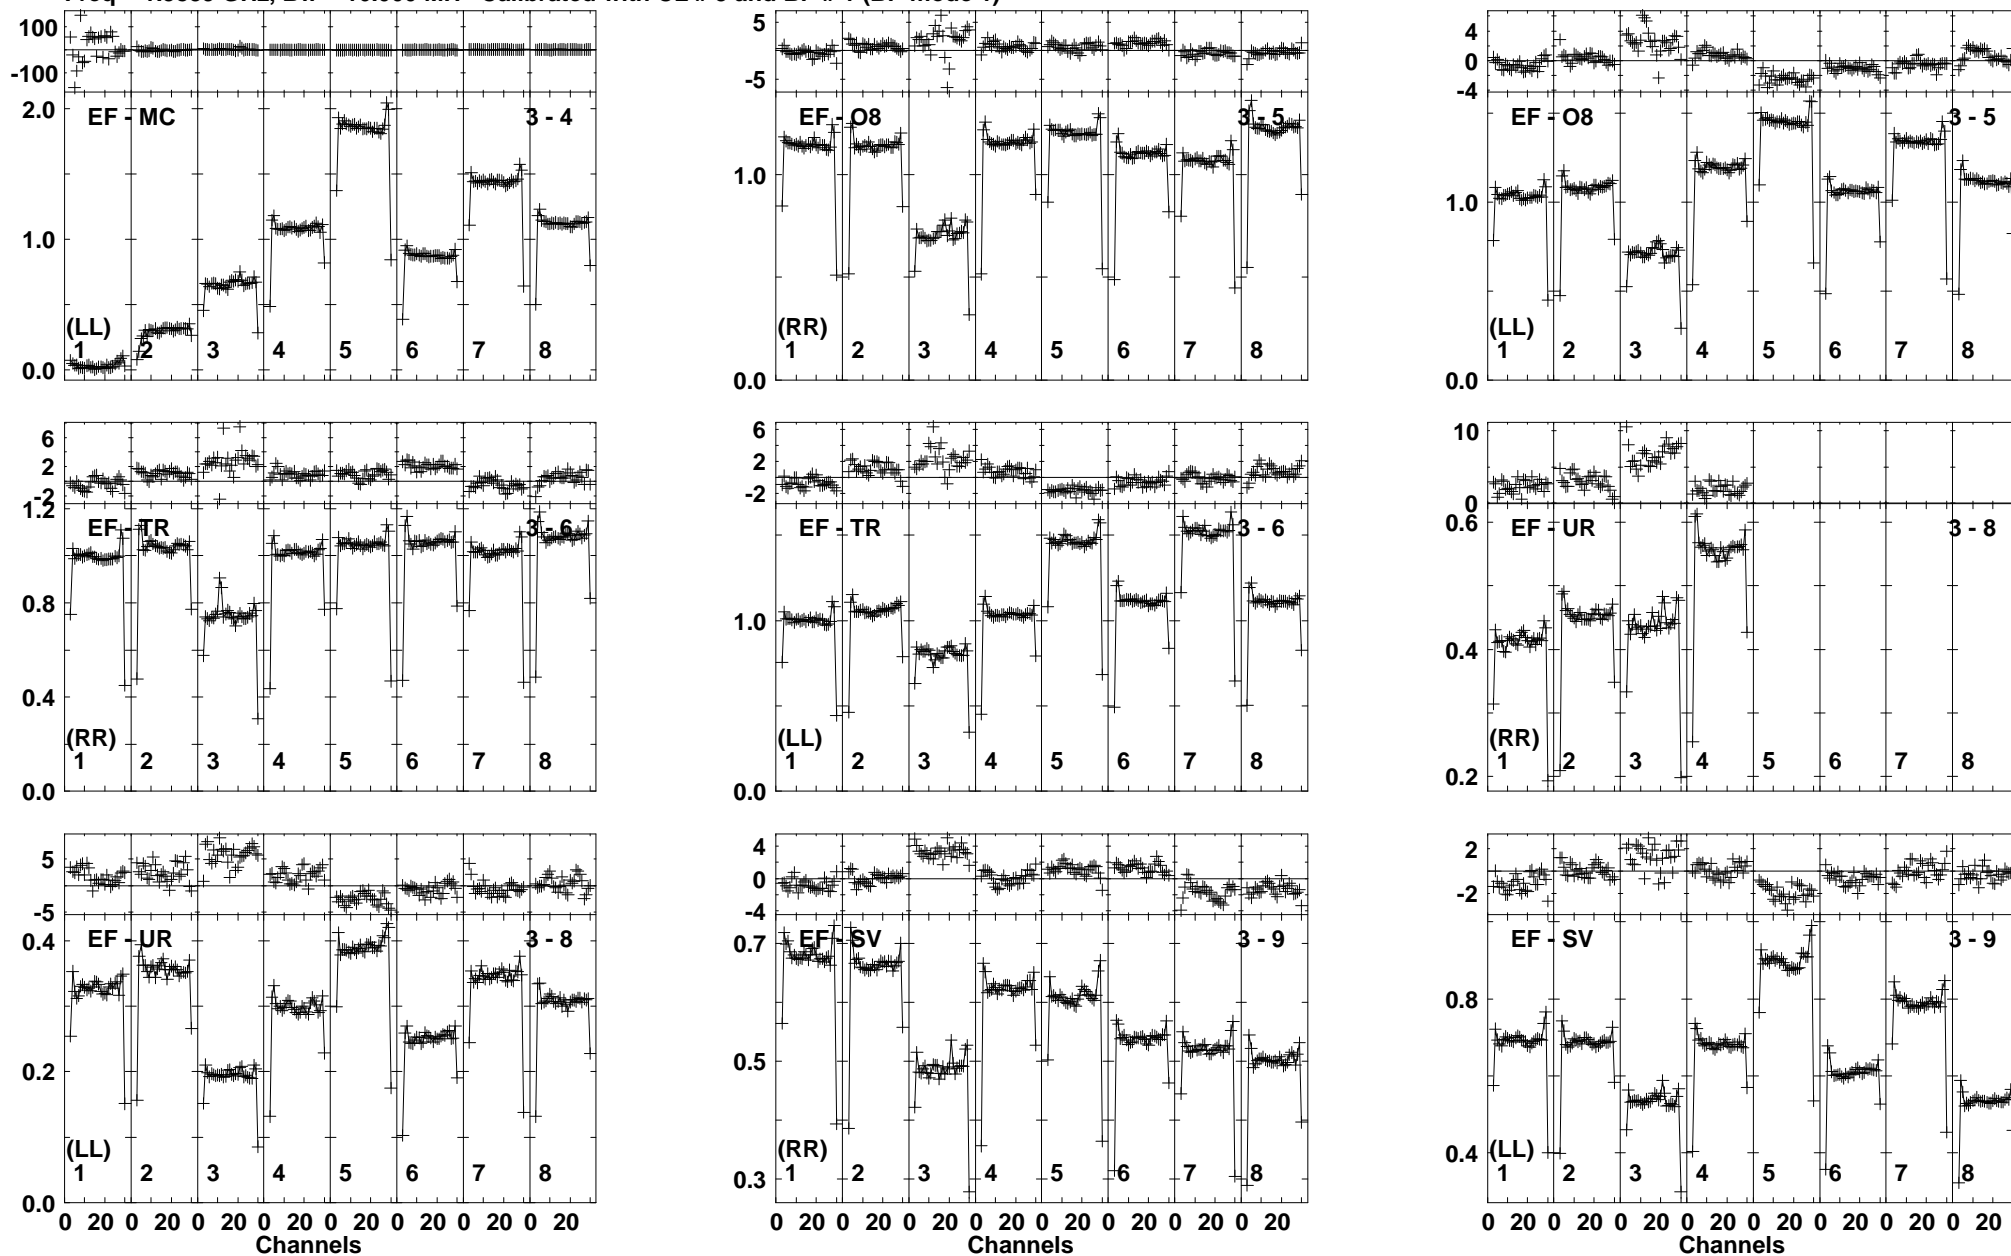 100 5 4
0
-100 -5 -4
2.0 EF - MC 3 - 4 EF - O8 3 - 5 EF - O8 3 - 5
1.0 1.0 1.0
(LL) (RR) (LL)
1 2 3 4 5 6 7 8 1 2 3 4 5 6 7 8 1 2 3 4 5 6 7 8
0.0 0.0 0.0
6 6 10
2 2
-2 -2 0
1.2 EF - TR 3 - 6 EF - TR 3 - 6 0.6 EF - UR 3 - 8
0.8 1.0 0.4
0.4
(RR) (LL) (RR)
1 2 3 4 5 6 7 8 1 2 3 4 5 6 7 8 1 2 3 4 5 6 7 8
0.0 0.0 0.2
5 4 2
0
-5 -4 -2
0.4 EF - UR 3 - 8 0.7 EF - SV 3 - 9 EF - SV 3 - 9
0.2 0.5 0.8
(LL) (RR) (LL)
1 2 3 4 5 6 7 8 1 2 3 4 5 6 7 8 1 2 3 4 5 6 7 8
0.0 0.3 0.4
0 20 0 20 0 20 0 20 0 20 0 20 0 20 0 20 0 20 0 20 0 20 0 20 0 20 0 20 0 20 0 20 0 20 0 20 0 20 0 20 0 20 0 20 0 20 0 20
Channels Channels Channels